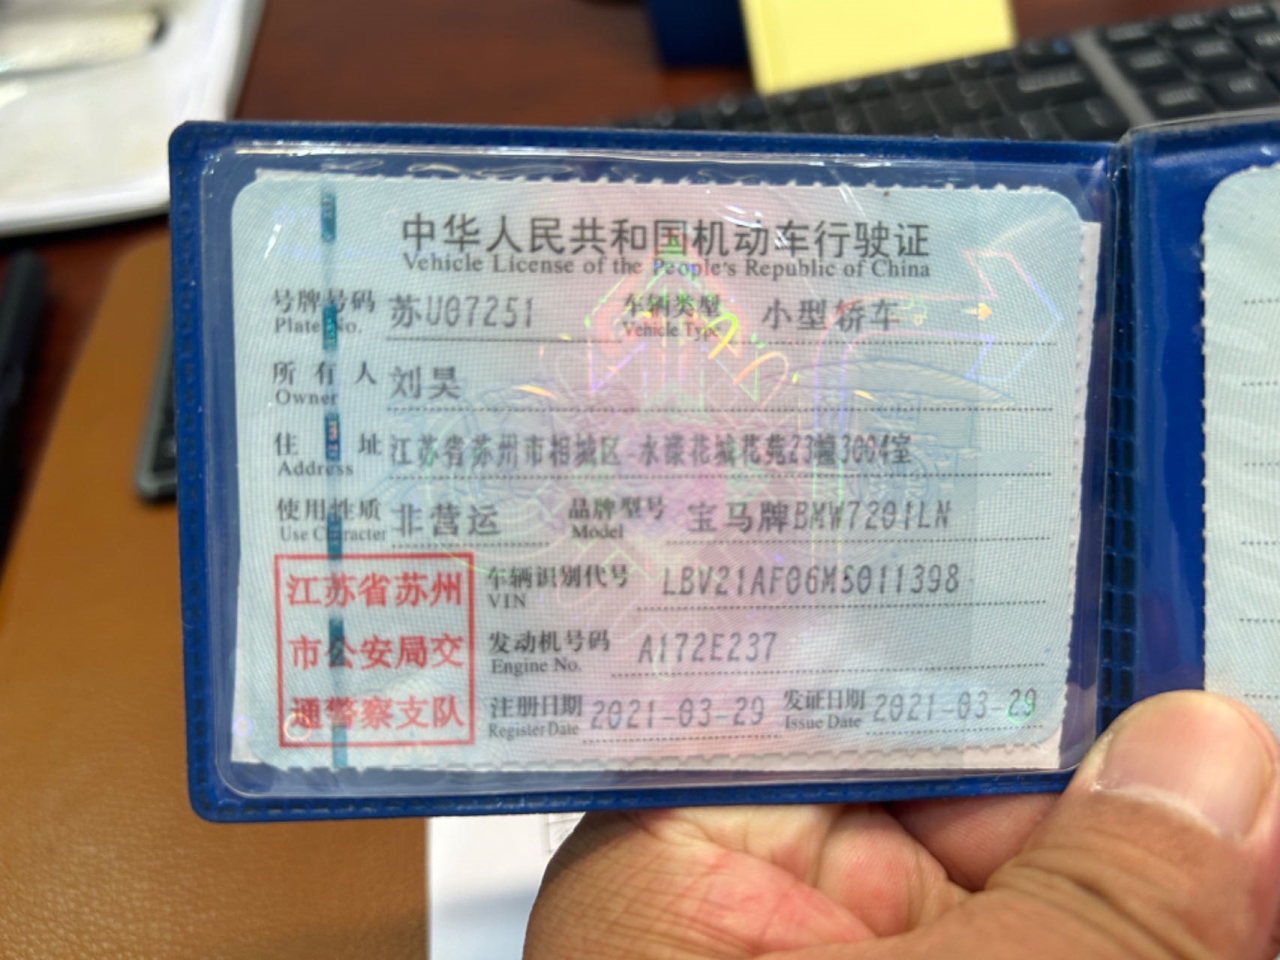 中华人民共和国机动车行驶证
Vehicle License of the People's Republic of China
号牌号码 苏U07251 车辆类型 小型轿车
Plate No. Vehicle Type
所有人 刘昊
Owner
住址 江苏省苏州市相城区 水漾花城花苑23幢3004室
Address
使用性质 非营运 品牌型号 宝马牌BMW7201LN
Use Character Model
江苏省苏州
市公安局交
通警察支队
车辆识别代号 LBV21AF06M5011398
VIN
发动机号码 A172E237
Engine No.
注册日期 2021-03-29 发证日期 2021-03-29
Register Date Issue Date